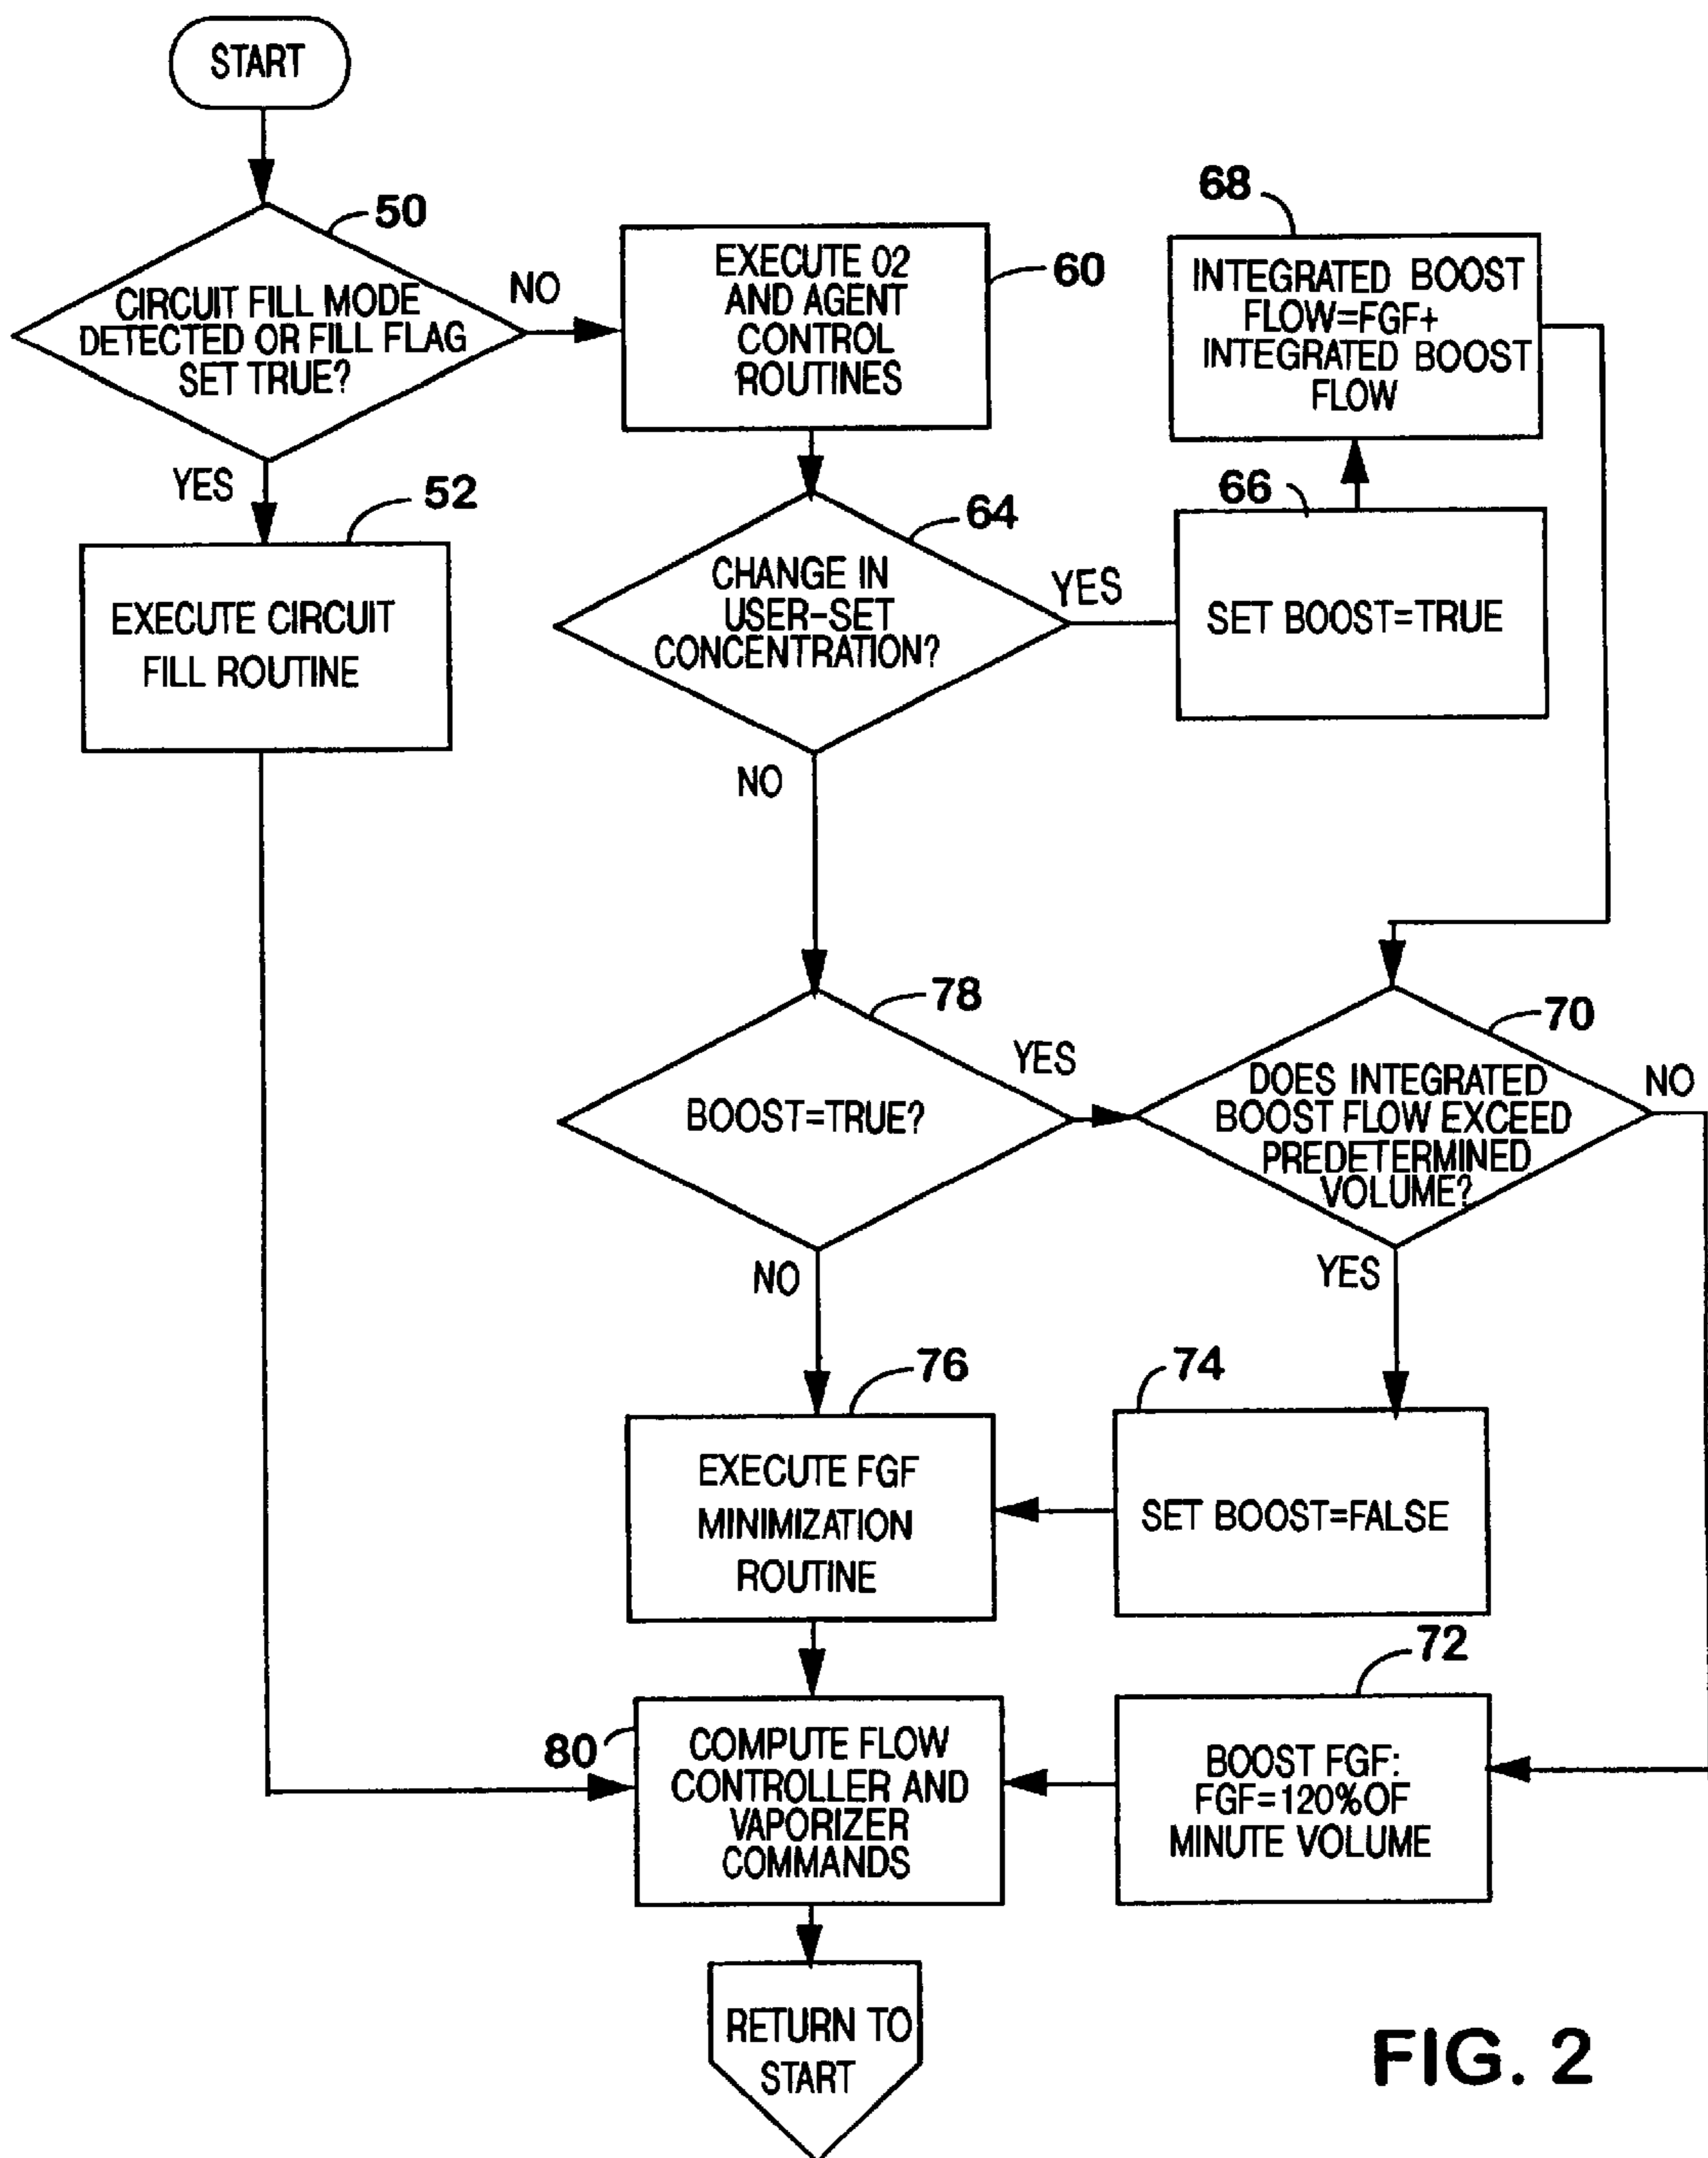 START
50
CIRCUIT FILL MODE
DETECTED OR FILL FLAG
SET TRUE?
NO
YES
52
EXECUTE CIRCUIT
FILL ROUTINE
60
EXECUTE O2
AND AGENT
CONTROL
ROUTINES
64
CHANGE IN
USER-SET
CONCENTRATION?
YES
NO
66
SET BOOST=TRUE
68
INTEGRATED BOOST
FLOW=FGF+
INTEGRATED BOOST
FLOW
78
BOOST=TRUE?
YES
NO
70
DOES INTEGRATED
BOOST FLOW EXCEED
PREDETERMINED
VOLUME?
NO
YES
76
EXECUTE FGF
MINIMIZATION
ROUTINE
74
SET BOOST=FALSE
72
BOOST FGF:
FGF=120%OF
MINUTE VOLUME
80
COMPUTE FLOW
CONTROLLER AND
VAPORIZER
COMMANDS
RETURN TO
START
FIG. 2